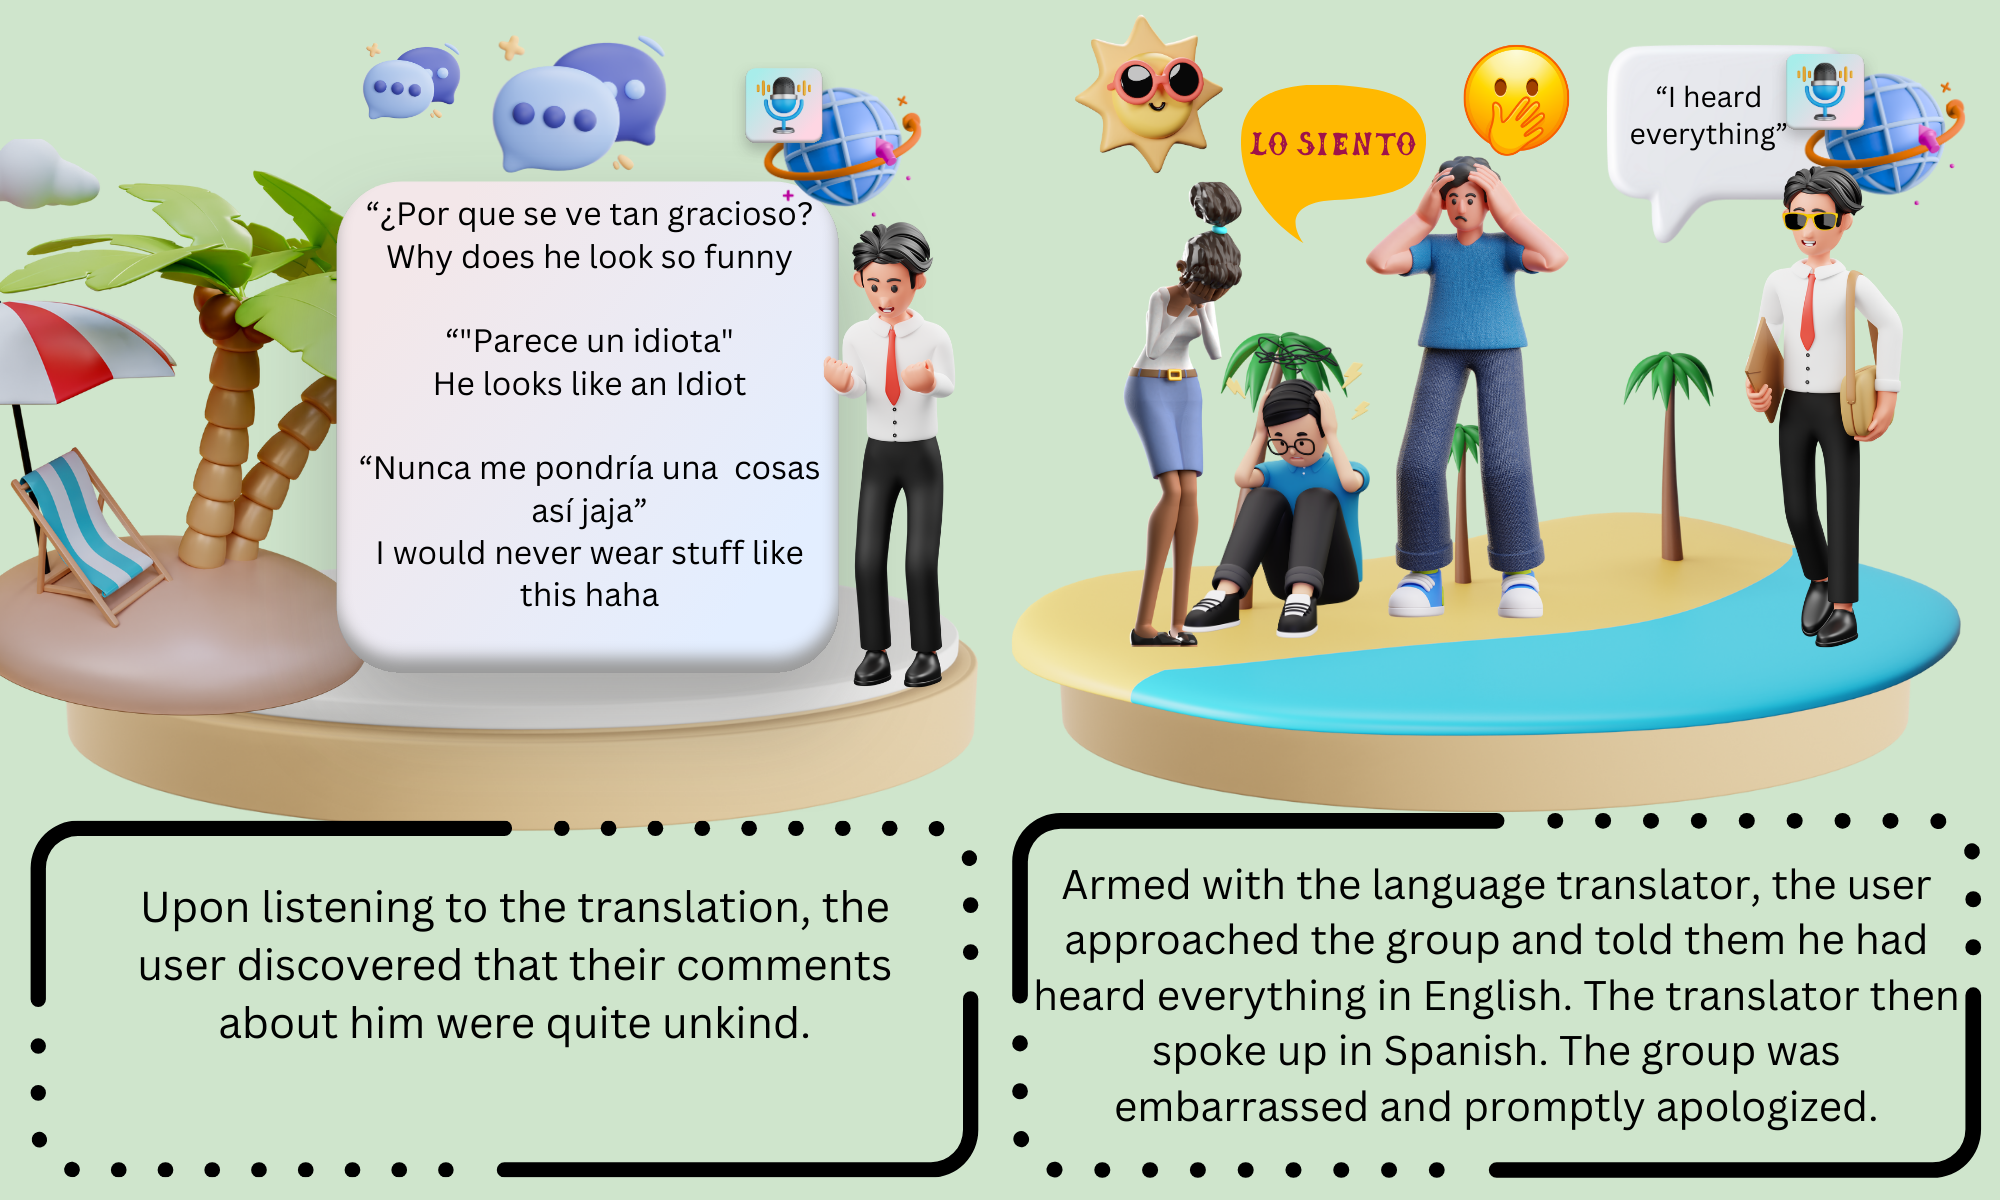 “¿Por que se ve tan gracioso?
Why does he look so funny
“"Parece un idiota"
He looks like an Idiot
“Nunca me pondría una  cosas
así jaja”
I would never wear stuff like
this haha
Upon listening to the translation, the
user discovered that their comments
about him were quite unkind.
LO SIENTO
“I heard
everything”
Armed with the language translator, the user
approached the group and told them he had
heard everything in English. The translator then
spoke up in Spanish. The group was
embarrassed and promptly apologized.